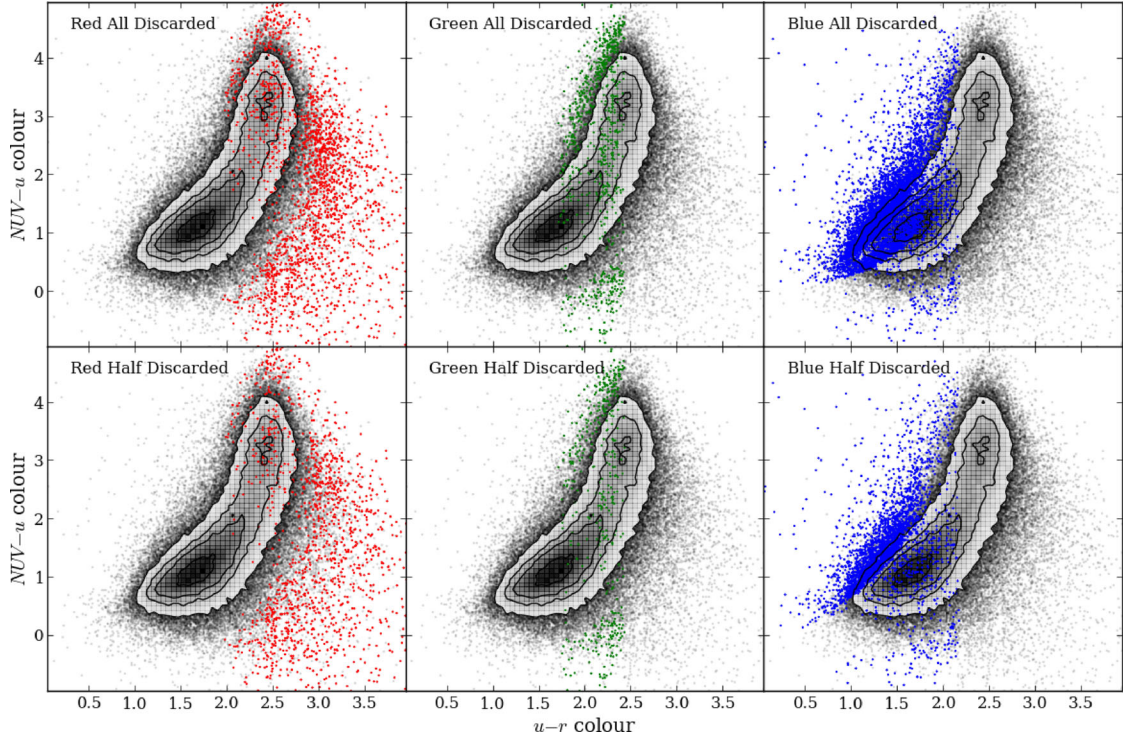 Red All Discarded
Green All Discarded
Blue All Discarded
4
3
2
1
0
NUV−u colour
Red Half Discarded
Green Half Discarded
Blue Half Discarded
4
3
2
1
0
NUV−u colour
0.5 1.0 1.5 2.0 2.5 3.0 3.5
0.5 1.0 1.5 2.0 2.5 3.0 3.5
0.5 1.0 1.5 2.0 2.5 3.0 3.5
u−r colour